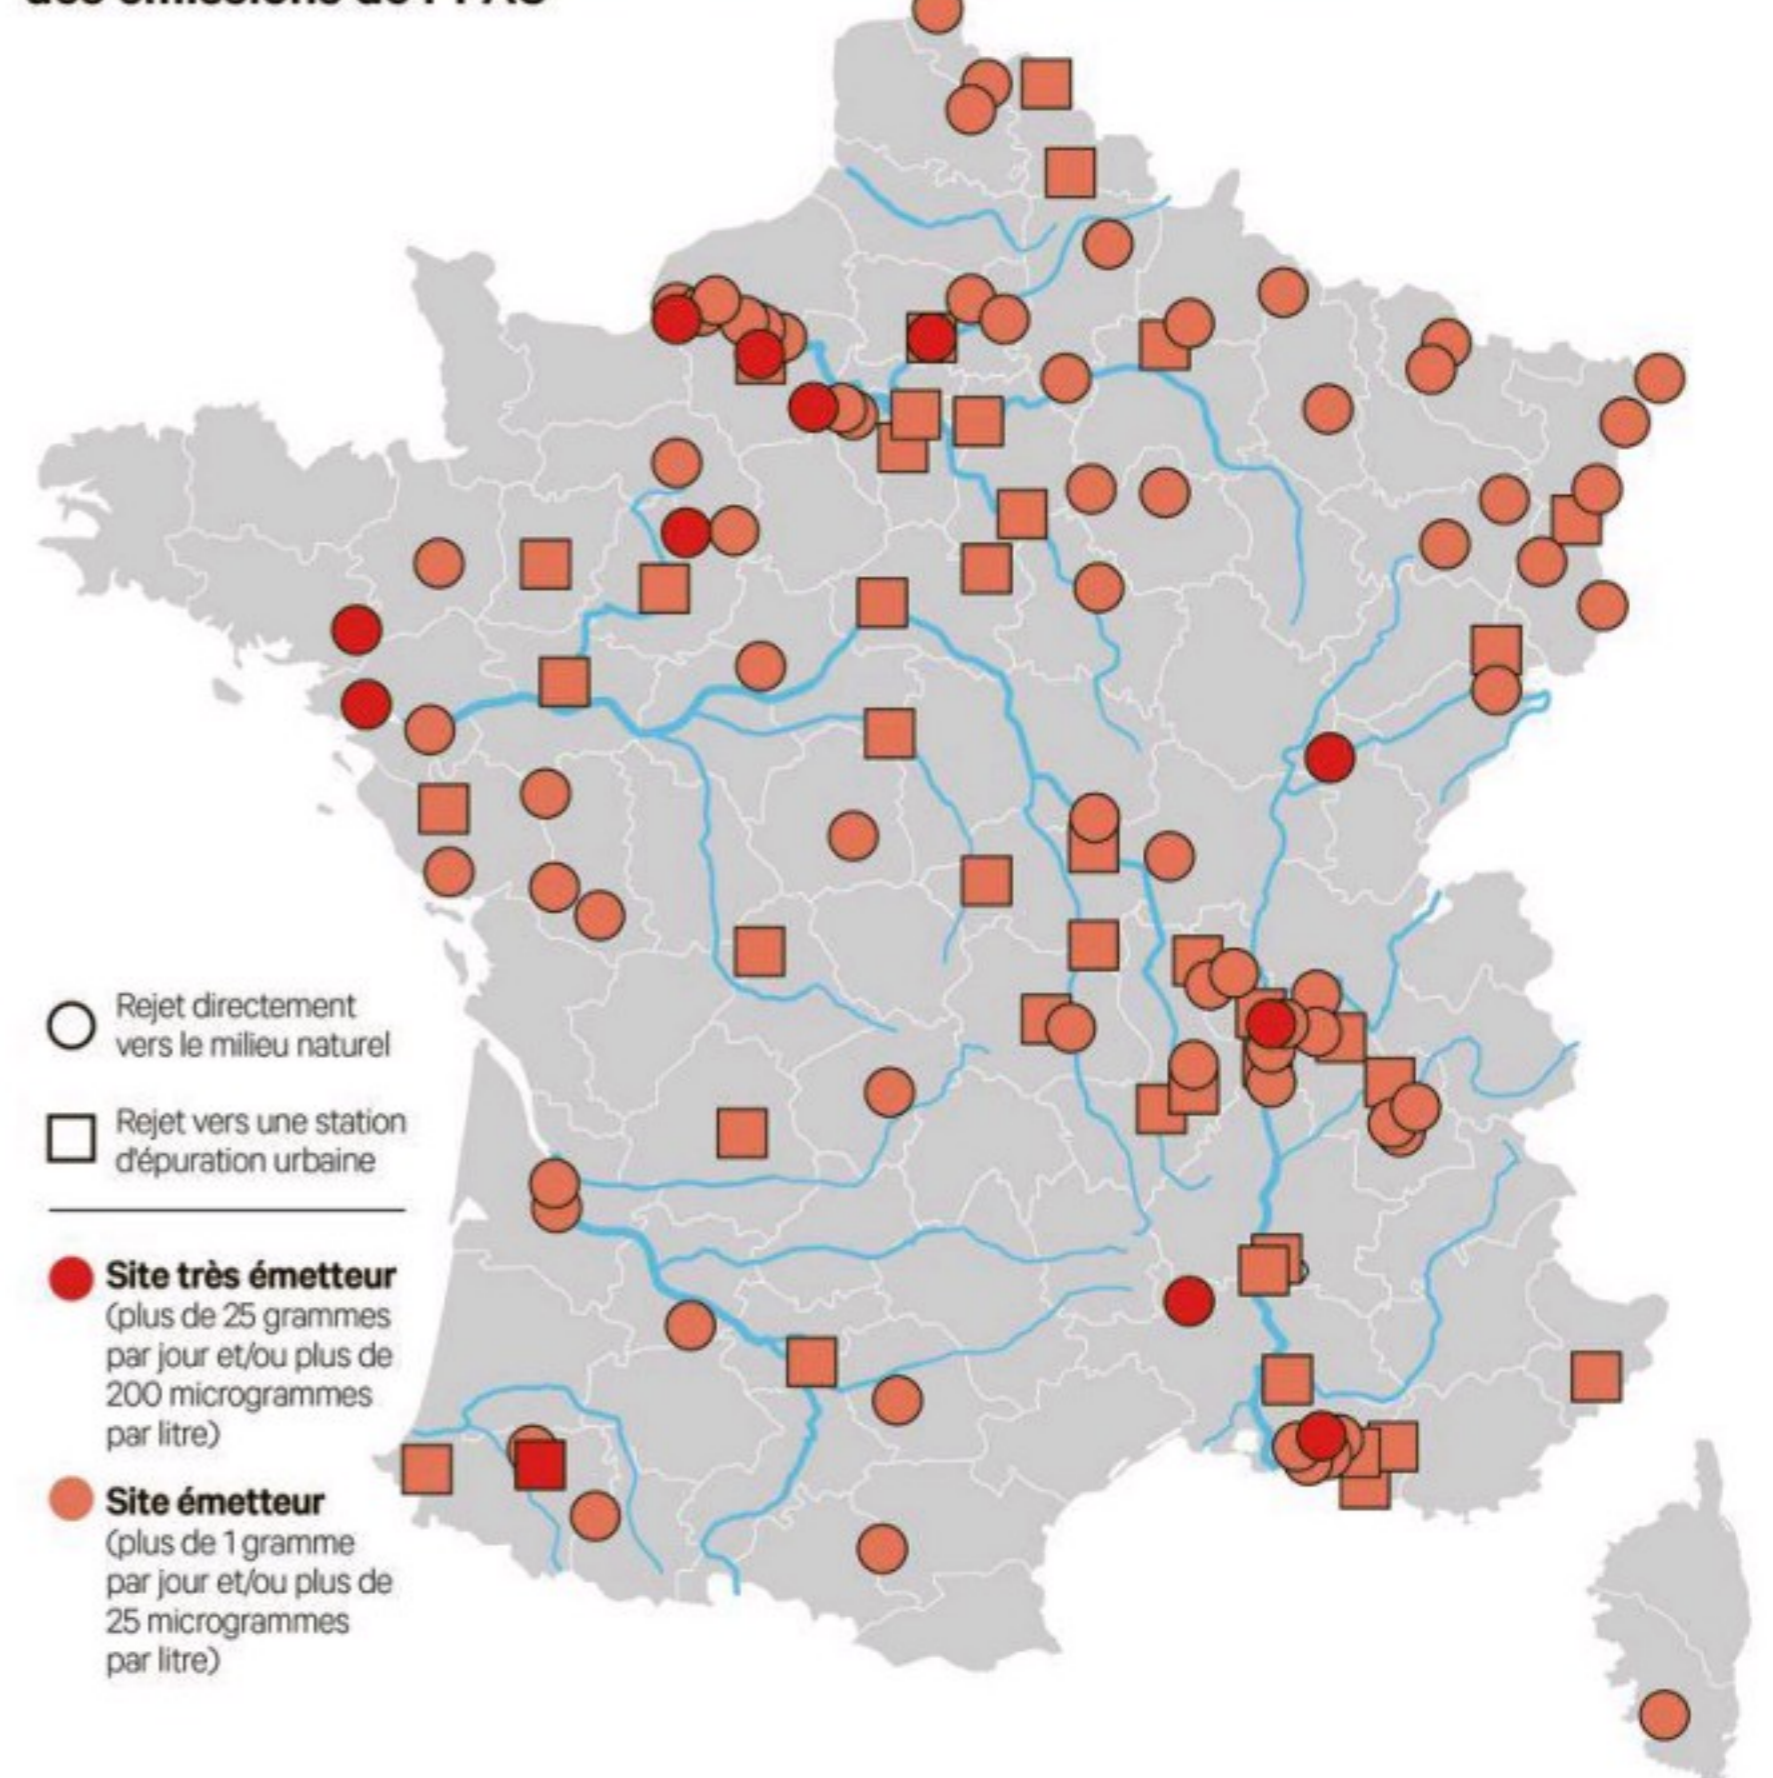 Rejet directement
vers le milieu naturel
Rejet vers une station
d'épuration urbaine
Site très émetteur
(plus de 25 grammes
par jour et/ou plus de
200 microgrammes
par litre)
Site émetteur
(plus de 1 gramme
par jour et/ou plus de
25 microgrammes
par litre)